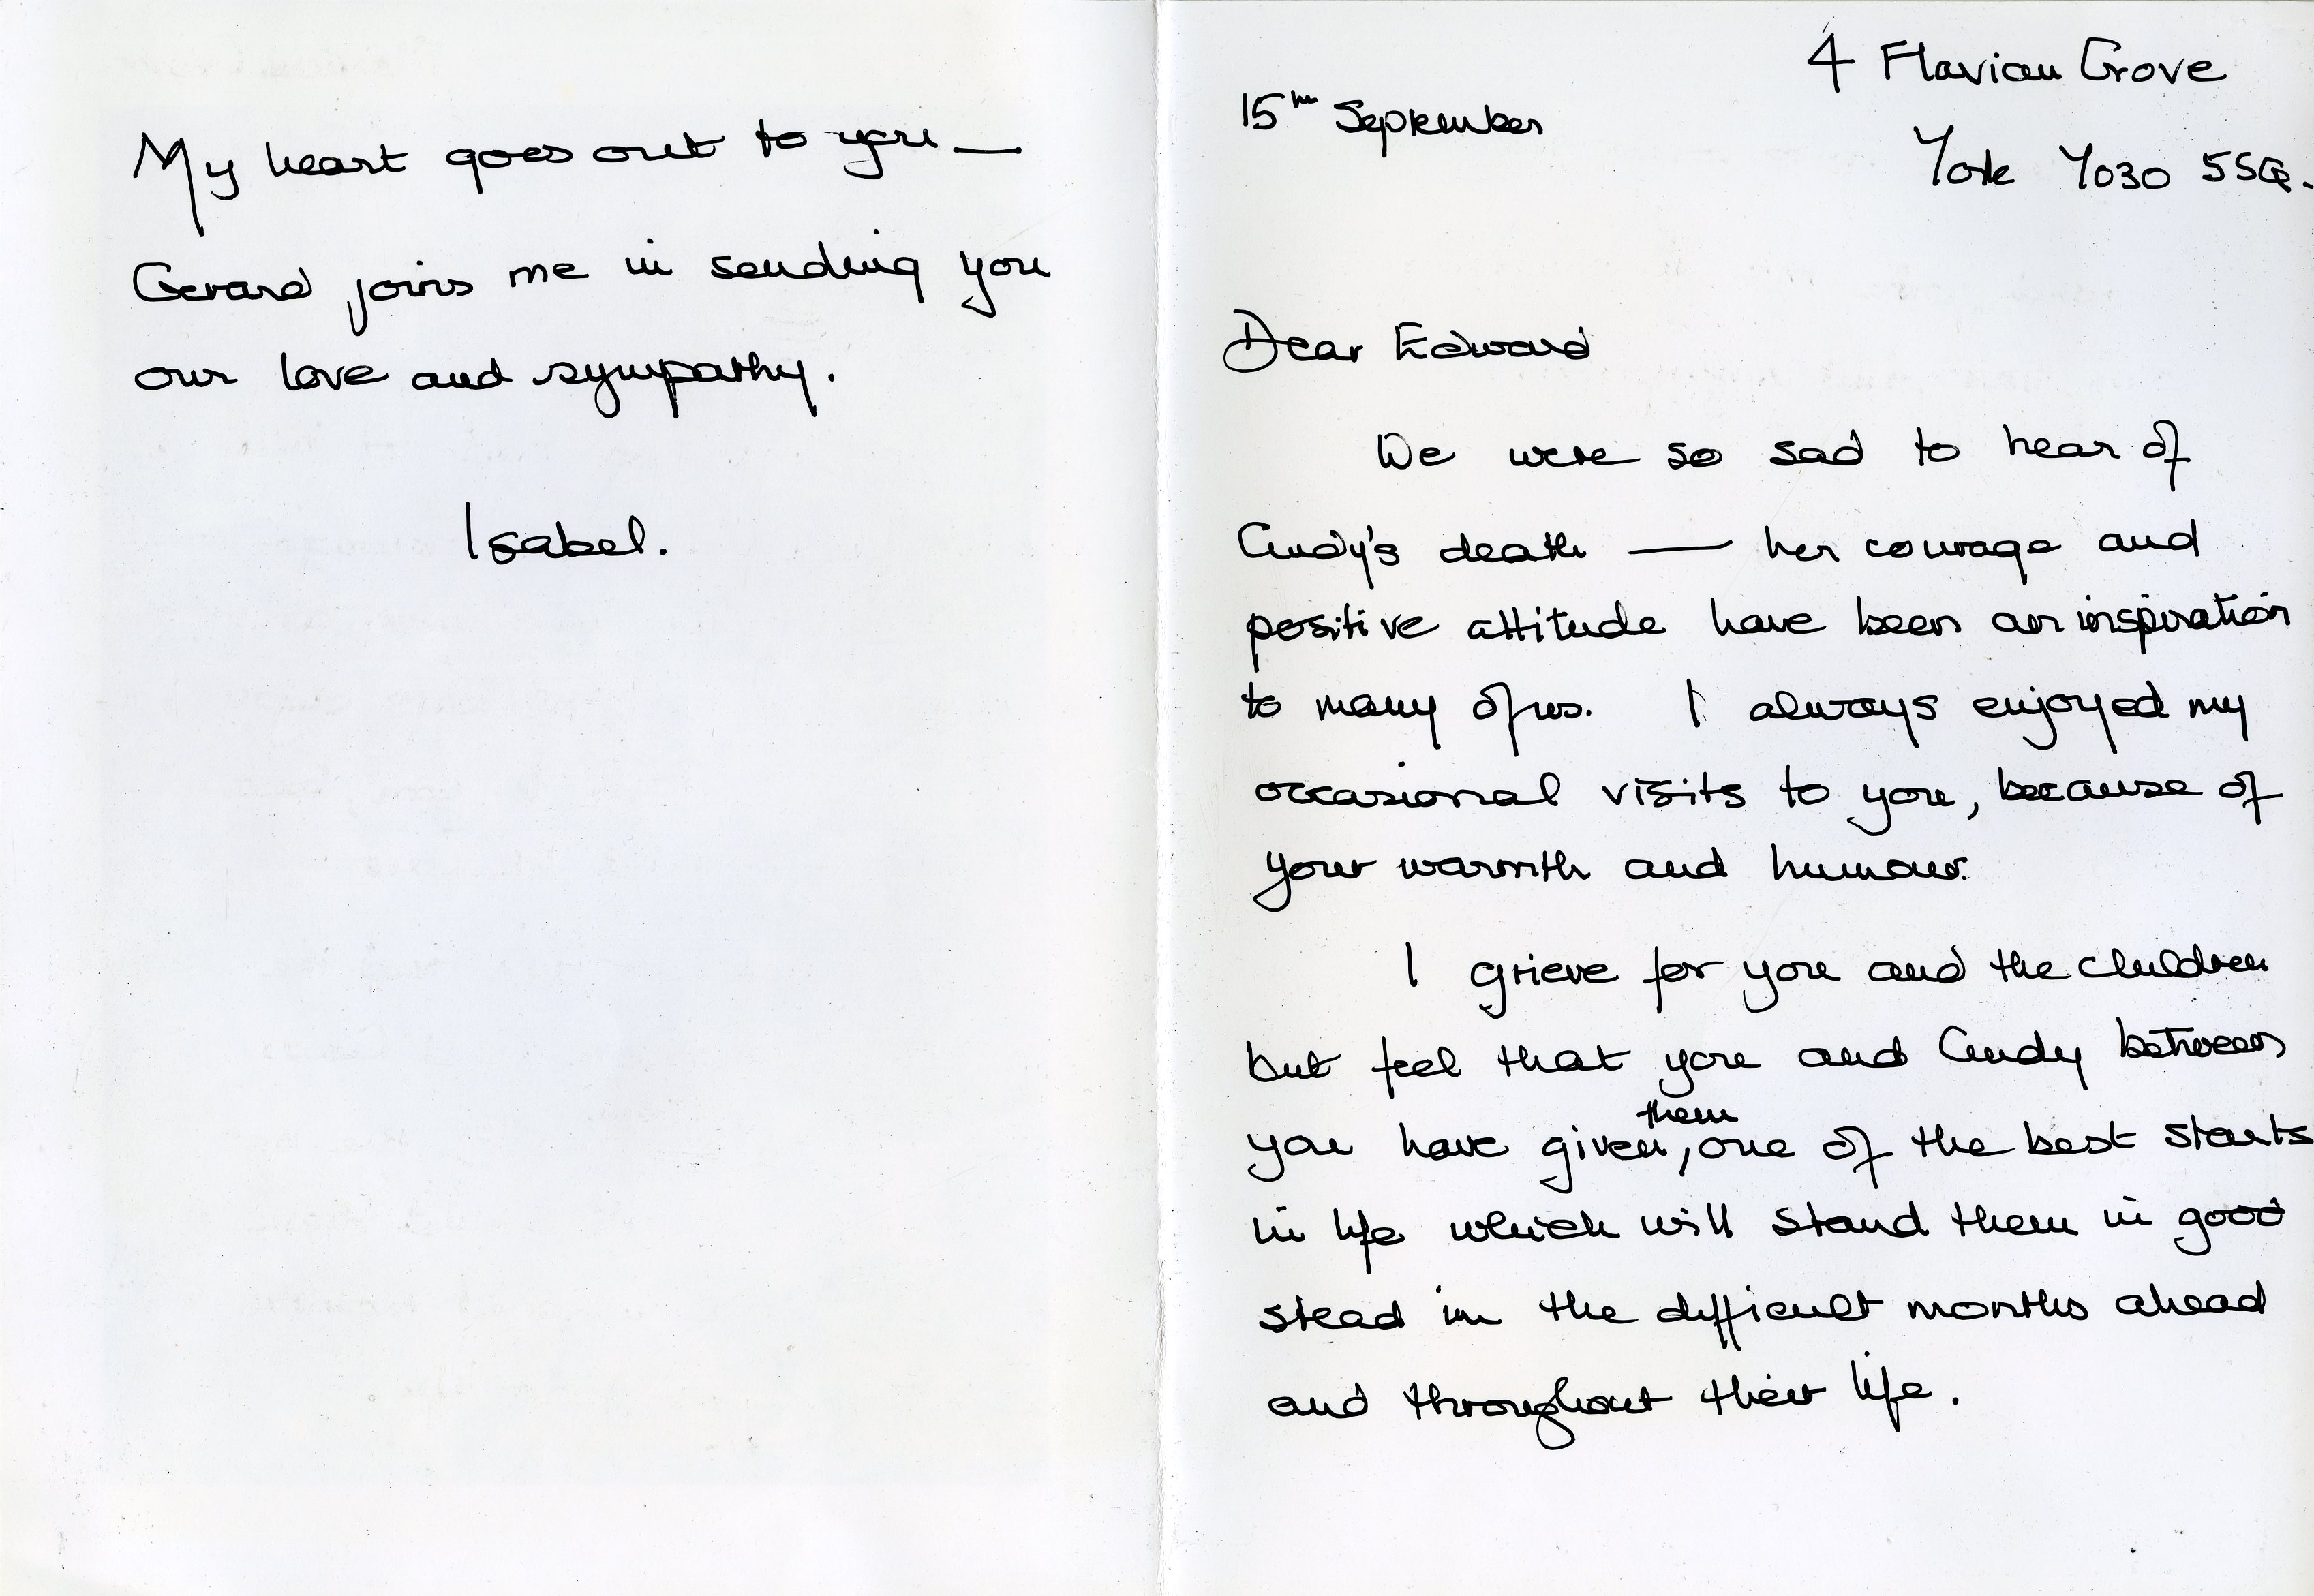 4 Flavian Grove
15th September
York YO30 5SQ.
Dear Edward
We were so sad to hear of
Cindy's death — her courage and
positive attitude have been an inspiration
to many of us. I always enjoyed my
occasional visits to you, because of
your warmth and humour.
I grieve for you and the children
but feel that you and Cindy between
them
you have given, one of the best starts
in life which will stand them in good
stead in the difficult months ahead
and throughout their life.
My heart goes out to you —
Gerard joins me in sending you
our love and sympathy.
Isabel.